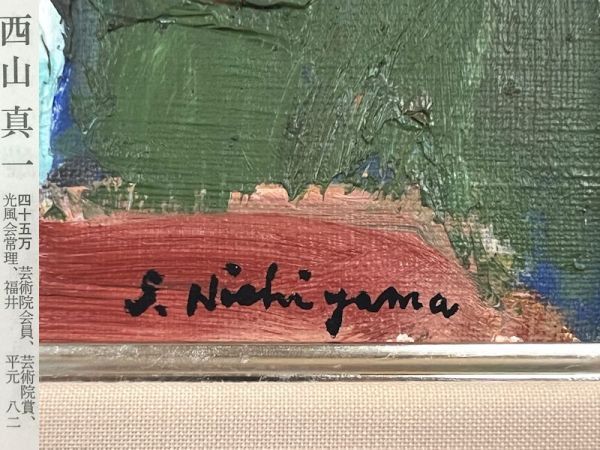 西山真一
四十五万　芸術院会員、芸術院賞、
光風会常理、福井　平元　八二
S. Nishiyama